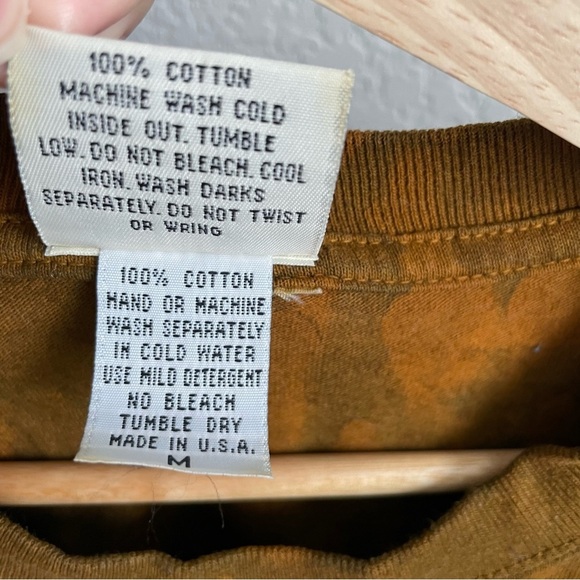 100% COTTON
MACHINE WASH COLD
INSIDE OUT. TUMBLE
LOW. DO NOT BLEACH. COOL
IRON. WASH DARKS
SEPARATELY. DO NOT TWIST
OR WRING
100% COTTON
HAND OR MACHINE
WASH SEPARATELY
IN COLD WATER
USE MILD DETERGENT
NO BLEACH
TUMBLE DRY
MADE IN U.S.A.
M